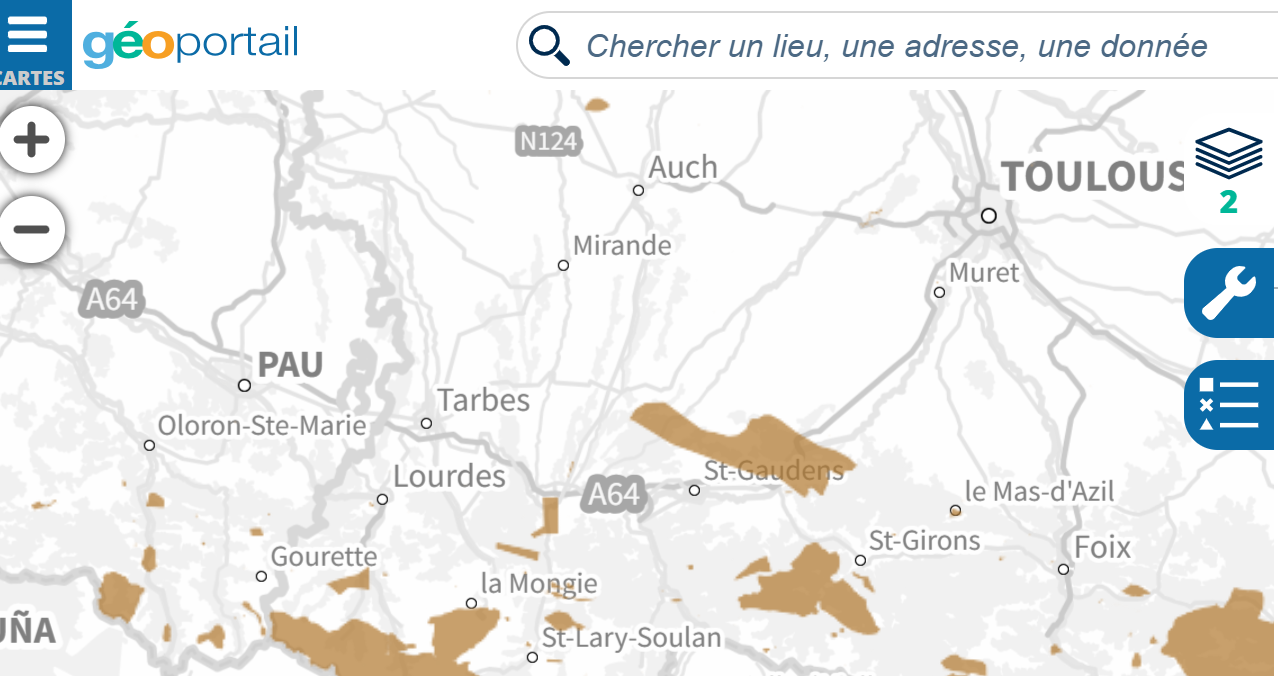 géoportail
Chercher un lieu, une adresse, une donnée
CARTES
N124
Auch
TOULOUS
2
Mirande
Muret
A64
PAU
Tarbes
Oloron-Ste-Marie
Lourdes
St-Gaudens
A64
le Mas-d'Azil
St-Girons
Foix
Gourette
la Mongie
UÑA
St-Lary-Soulan